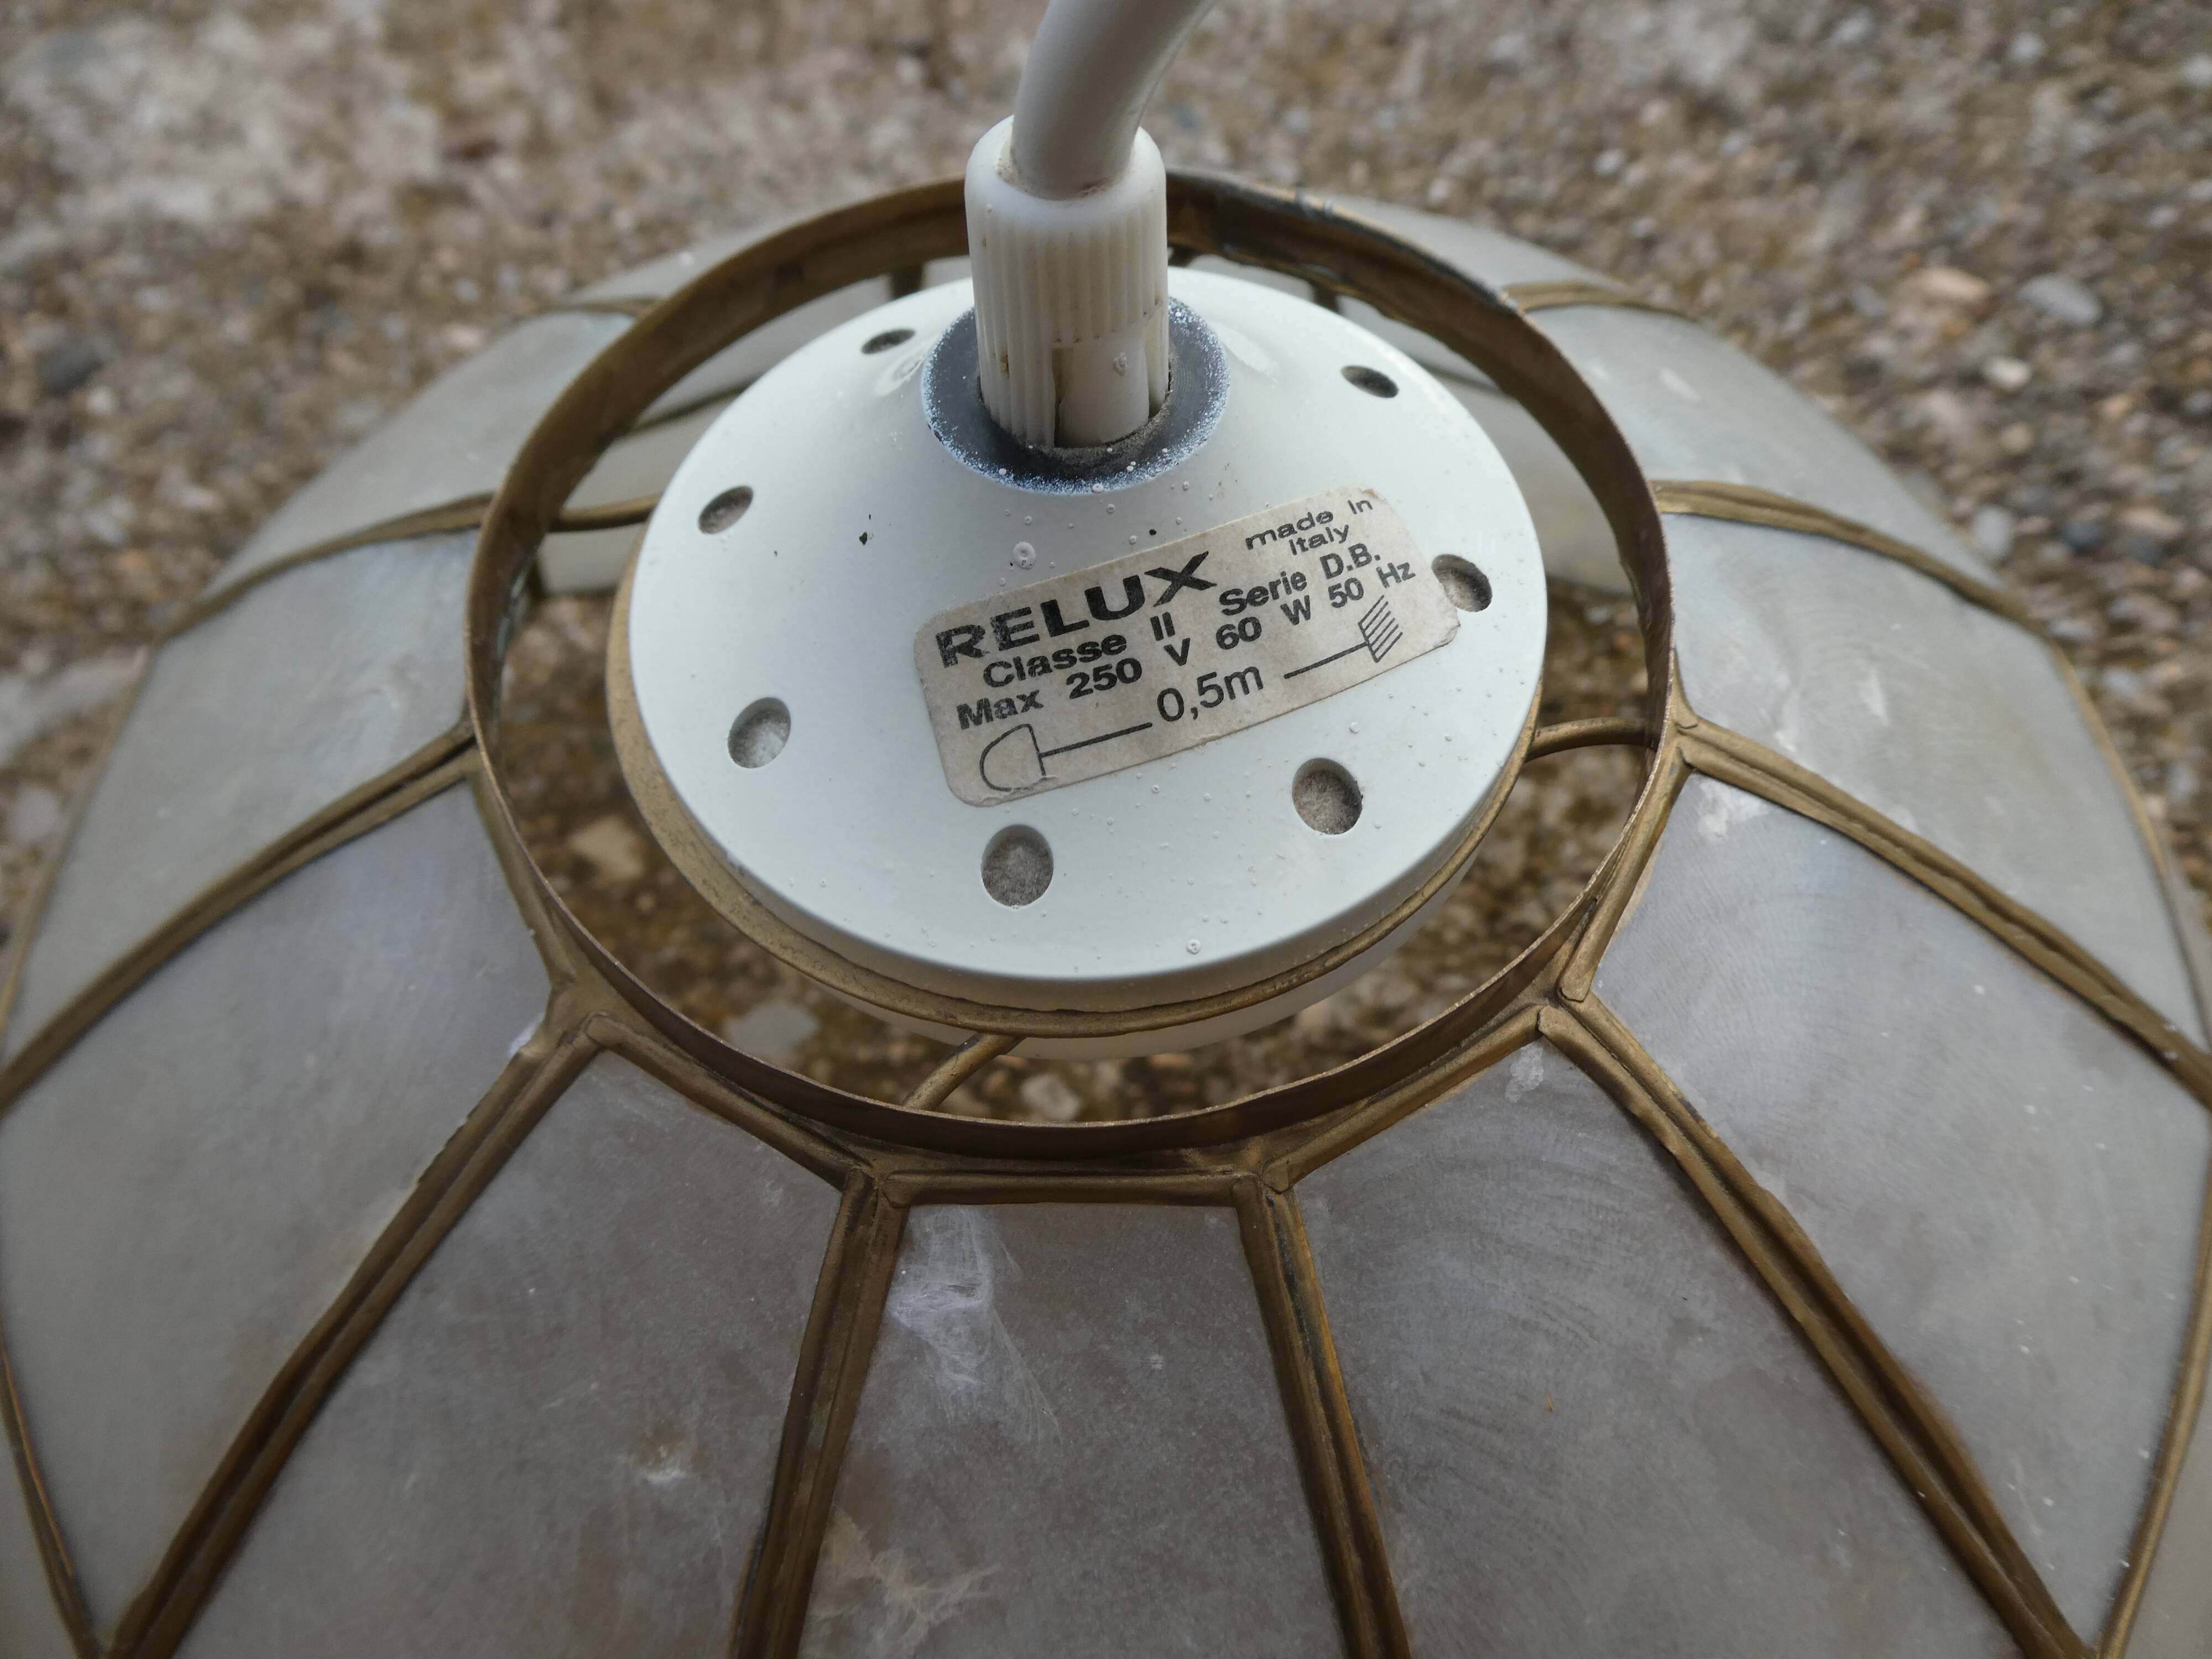 RELUX made in Italy
Classe II Serie D.B.
Max 250 V 60 W 50 Hz
0,5m